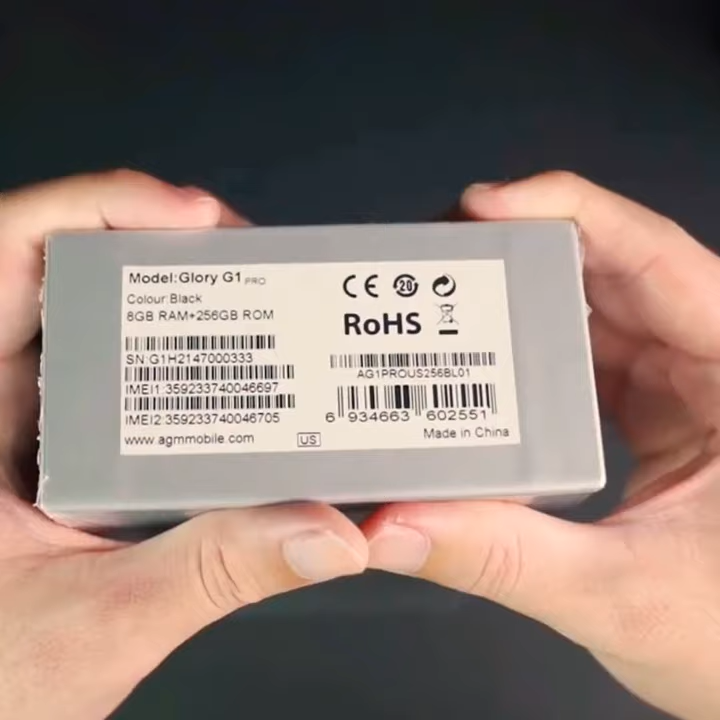 Model:Glory G1 PRO
Colour:Black
8GB RAM+256GB ROM
SN:G1H2147000333
IMEI1:359233740046697
IMEI2:359233740046705
www.agmmobile.com
US
CE 20
RoHS
AG1PROUS256BL01
6 934663 602551
Made in China